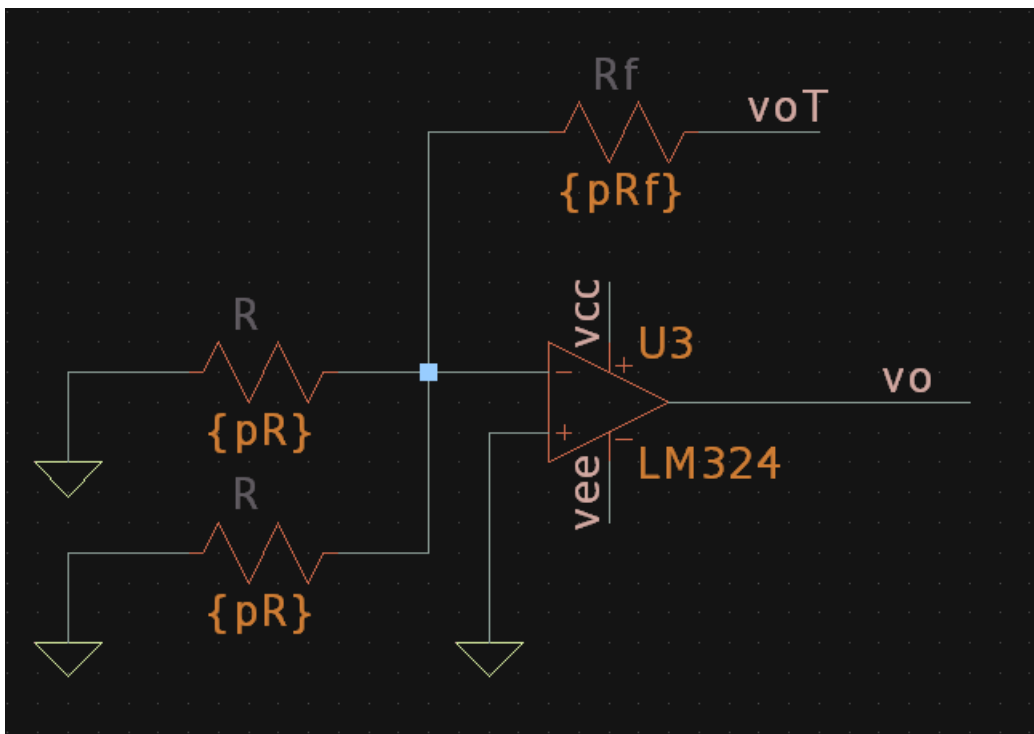 Rf
voT
{pRf}
vcc
R
U3
+
-
vo
{pR}
+
-
LM324
vee
R
{pR}